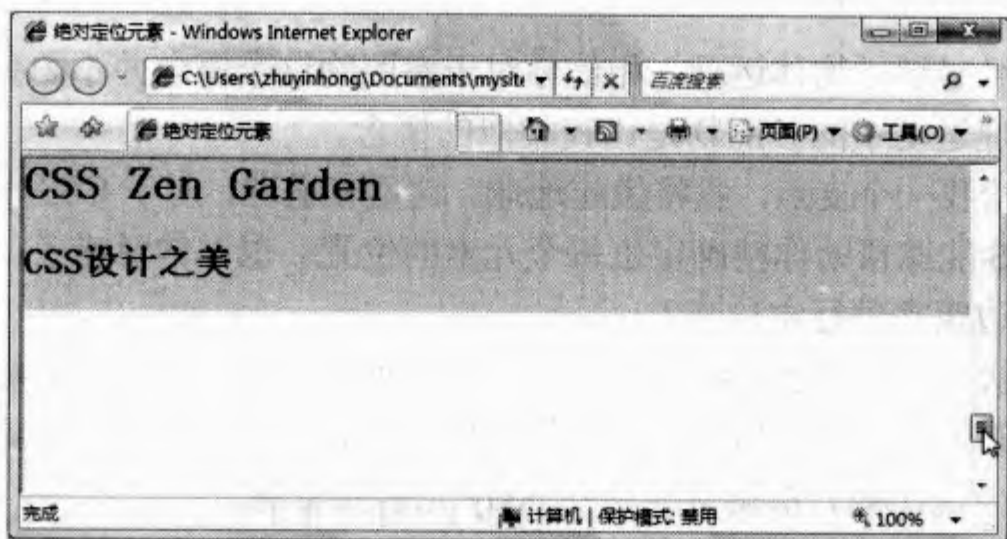 绝对定位元素 - Windows Internet Explorer
C:\Users\zhuyinhong\Documents\mysite
百度搜索
绝对定位元素
页面(P)
工具(O)
CSS Zen Garden
CSS设计之美
完成
计算机 | 保护模式: 禁用
100%